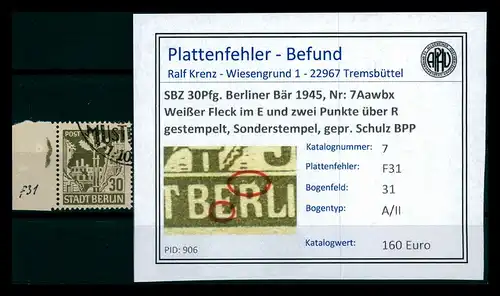 Plattenfehler - Befund
Ralf Krenz - Wiesengrund 1 - 22967 Tremsbüttel
SBZ 30Pfg. Berliner Bär 1945, Nr: 7Aawbx
Weißer Fleck im E und zwei Punkte über R
gestempelt, Sonderstempel, gepr. Schulz BPP
Katalognummer: 7
Plattenfehler: F31
Bogenfeld: 31
Bogentyp: A/II
Katalogwert: 160 Euro
T BERLI
PID: 906
F31
POST
30
STADT BERLIN